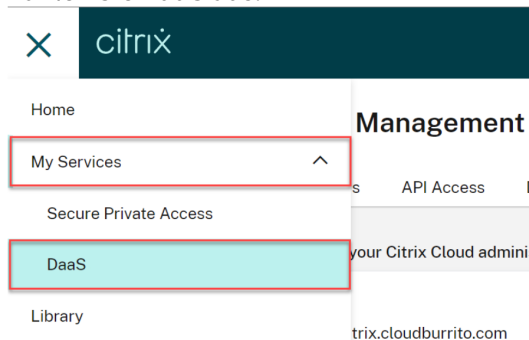 citrix
Home
Management
My Services
s API Access
Secure Private Access
your Citrix Cloud admini
DaaS
Library
trix.cloudburrito.com